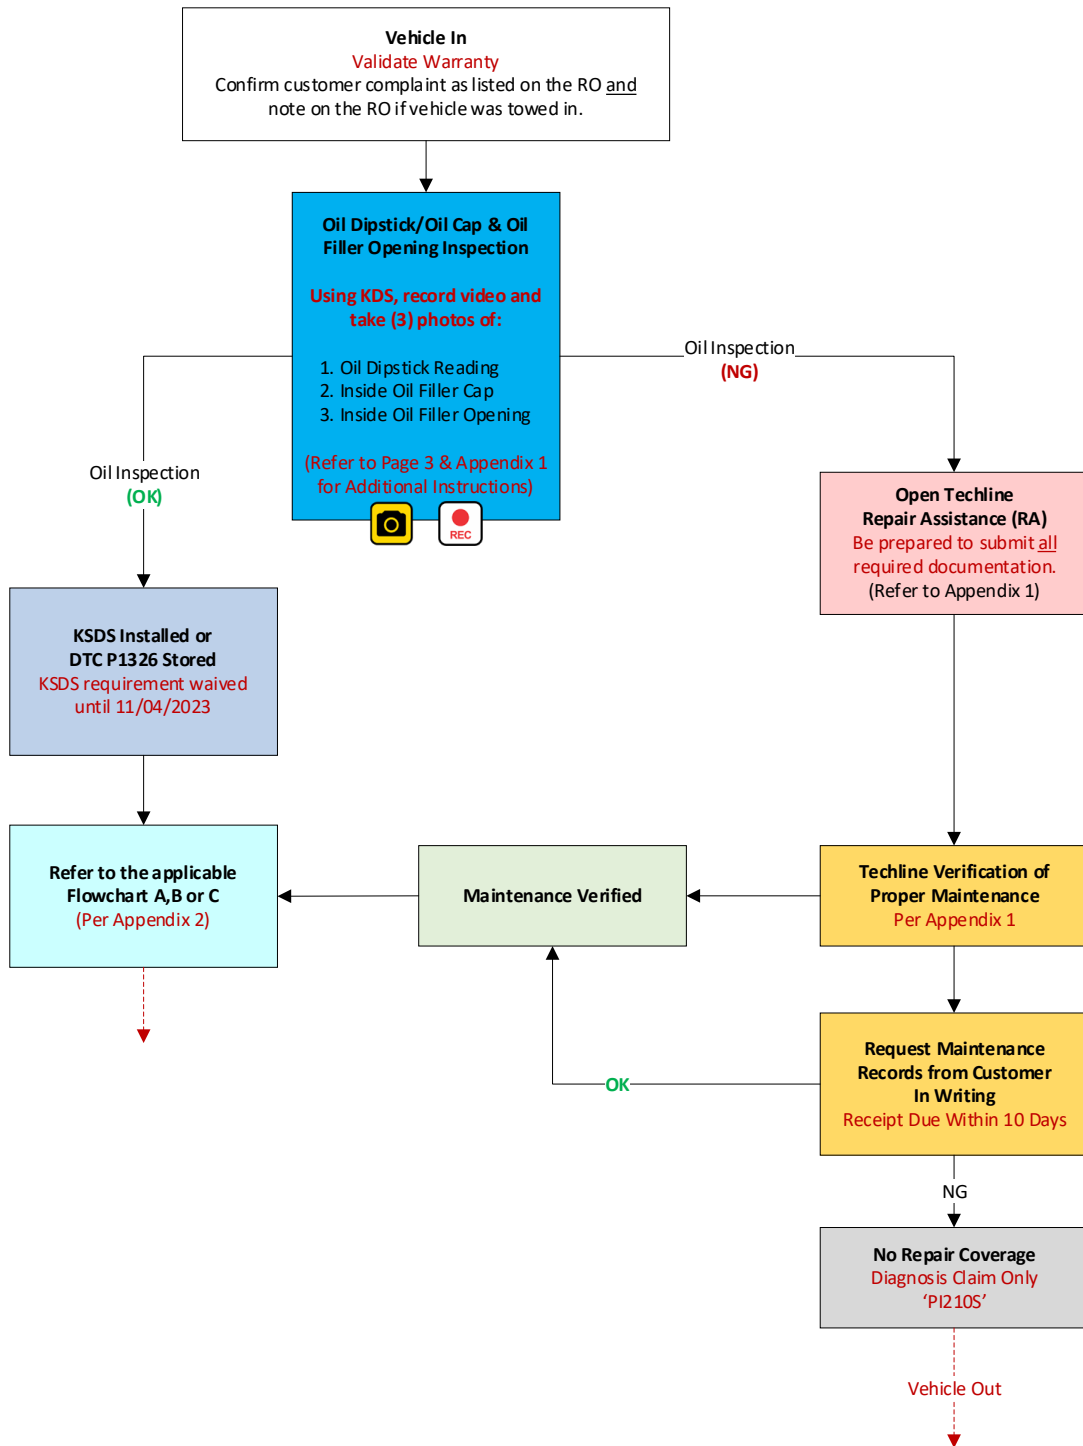 Vehicle In
Validate Warranty
Confirm customer complaint as listed on the RO and
note on the RO if vehicle was towed in.
Oil Dipstick/Oil Cap & Oil
Filler Opening Inspection
Using KDS, record video and
take (3) photos of:
1. Oil Dipstick Reading
2. Inside Oil Filler Cap
3. Inside Oil Filler Opening
(Refer to Page 3 & Appendix 1
for Additional Instructions)
REC
Oil Inspection
(OK)
Oil Inspection
(NG)
Open Techline
Repair Assistance (RA)
Be prepared to submit all
required documentation.
(Refer to Appendix 1)
KSDS Installed or
DTC P1326 Stored
KSDS requirement waived
until 11/04/2023
Refer to the applicable
Flowchart A,B or C
(Per Appendix 2)
Maintenance Verified
Techline Verification of
Proper Maintenance
Per Appendix 1
Request Maintenance
Records from Customer
In Writing
Receipt Due Within 10 Days
OK
NG
No Repair Coverage
Diagnosis Claim Only
‘PI210S’
Vehicle Out